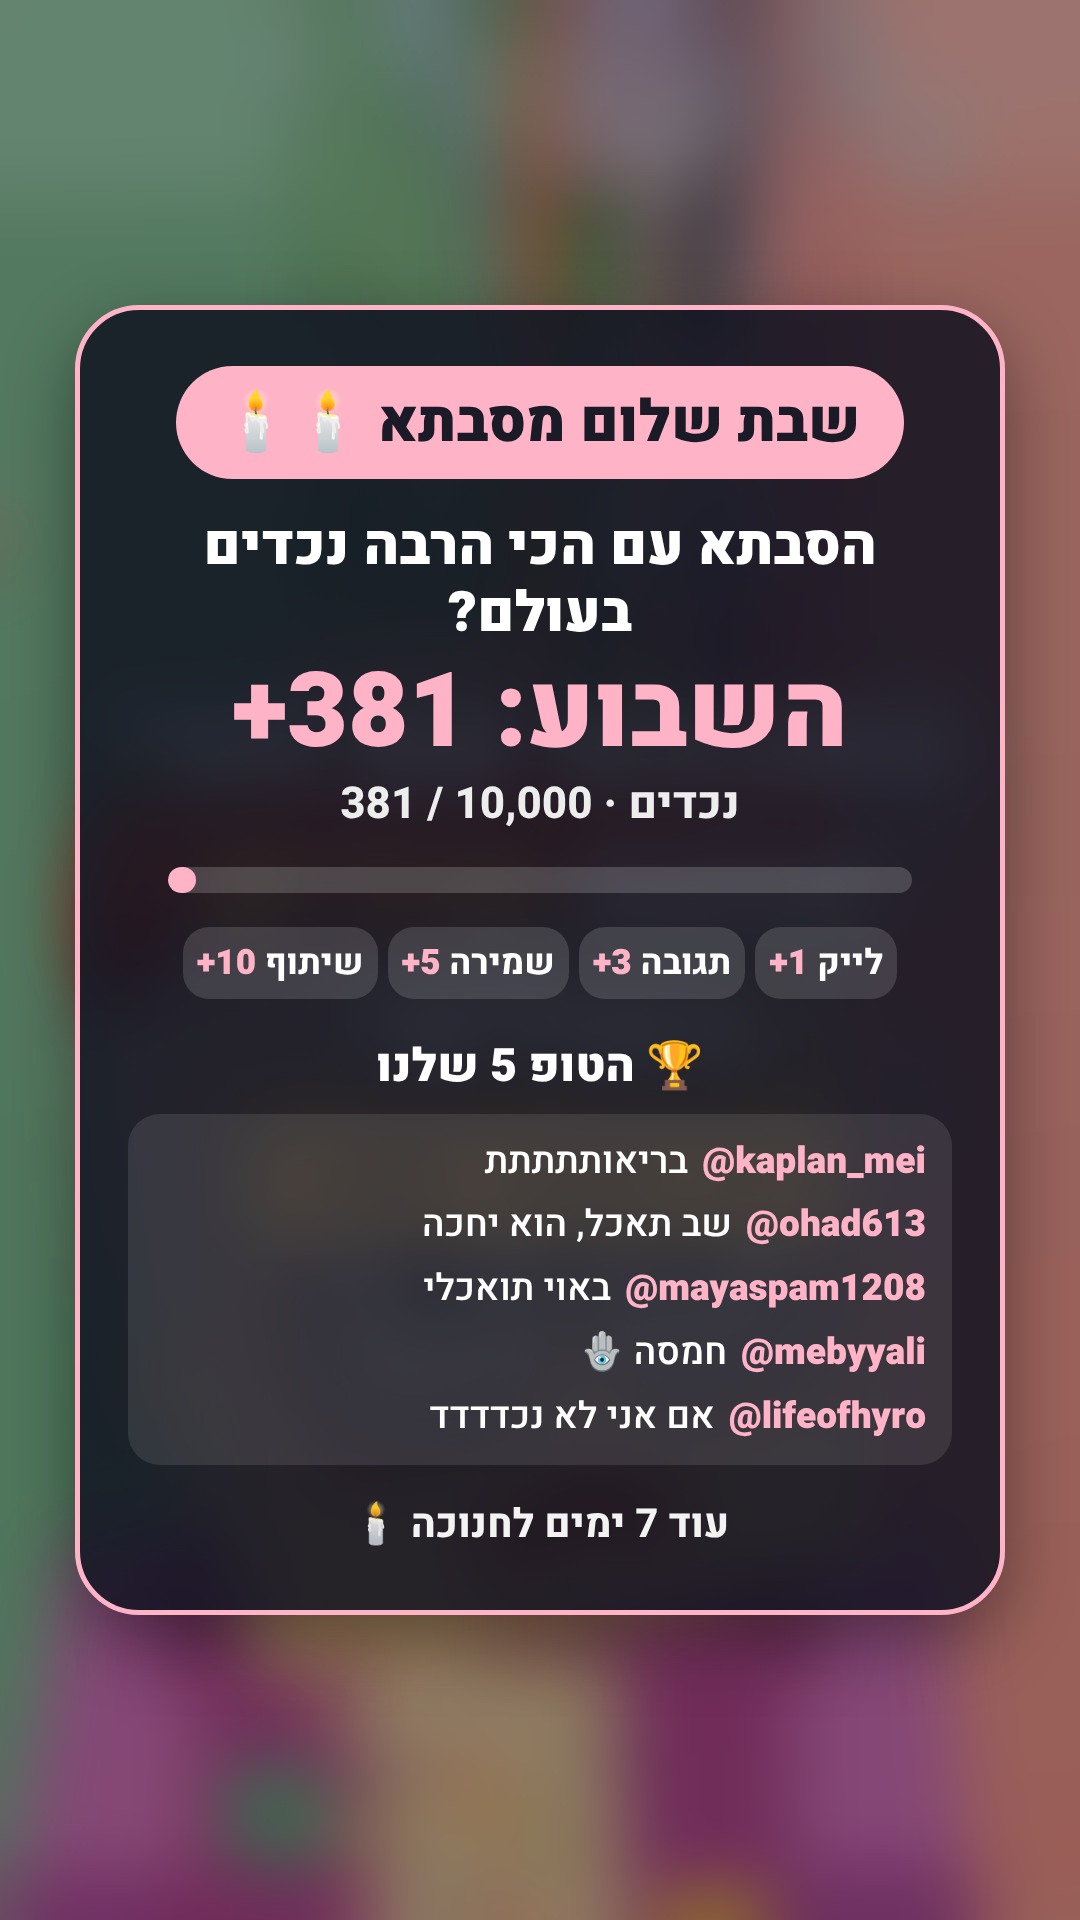 שבת שלום מסבתא 🕯️ 🕯️
הסבתא עם הכי הרבה נכדים
בעולם?
השבוע: 381+
נכדים · 10,000 / 381
לייק 1+ תגובה 3+ שמירה 5+ שיתוף 10+
🏆 הטופ 5 שלנו
@kaplan_mei בריאותתתתת
@ohad613 שב תאכל, הוא יחכה
@mayaspam1208 באוי תואכלי
@mebyyali חמסה 🪬
@lifeofhyro אם אני לא נכדדדדד
עוד 7 ימים לחנוכה 🕯️